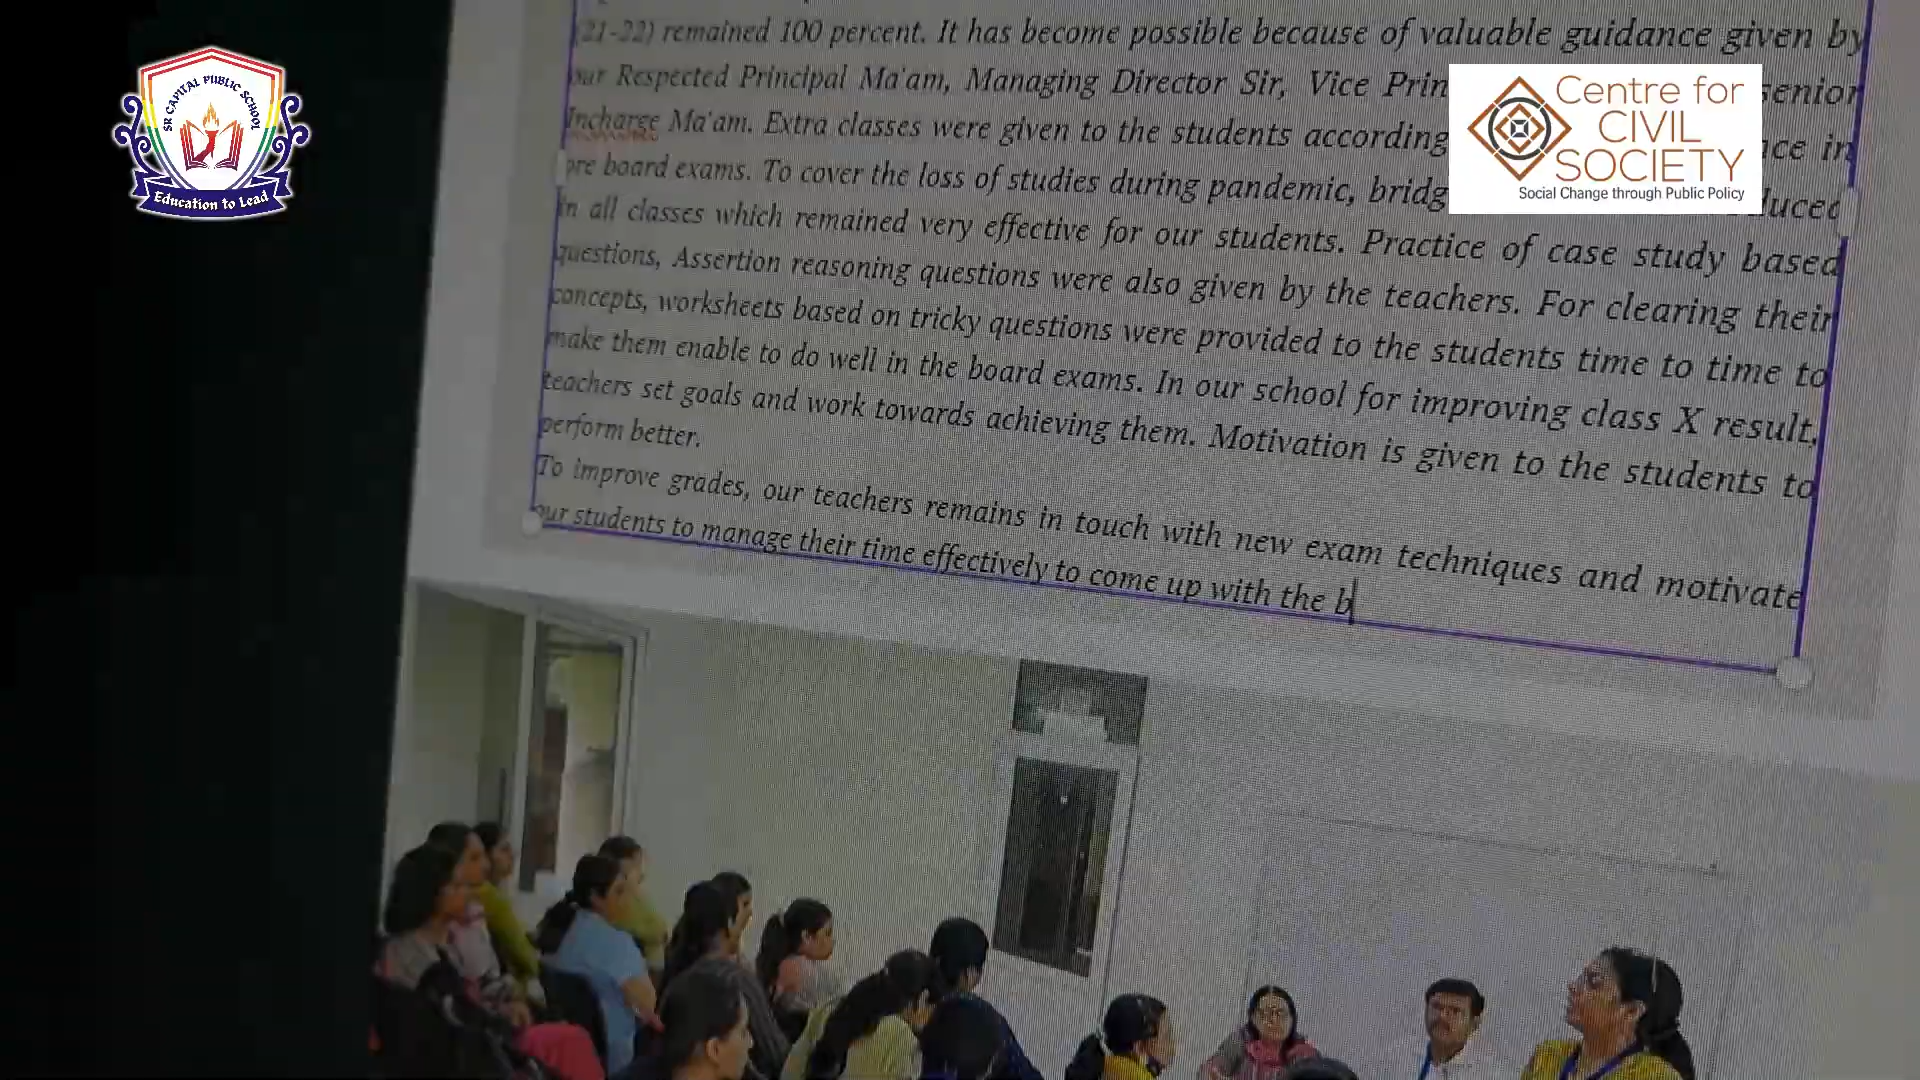 SR CAPITAL PUBLIC SCHOOL
Education to Lead
Centre for
CIVIL
SOCIETY
Social Change through Public Policy
(21-22) remained 100 percent. It has become possible because of valuable guidance given by
our Respected Principal Ma'am, Managing Director Sir, Vice senior
Incharge Ma'am. Extra classes were given to the students according in
pre board exams. To cover the loss of studies during pandemic,
in all classes which remained very effective for our students. Practice of case study based
questions, Assertion reasoning questions were also given by the teachers. For clearing their
concepts, worksheets based on tricky questions were provided to the students time to time to
make them enable to do well in the board exams. In our school for improving class X result,
teachers set goals and work towards achieving them. Motivation is given to the students to
perform better.
To improve grades, our teachers remains in touch with new exam techniques and motivate
our students to manage their time effectively to come up with the b